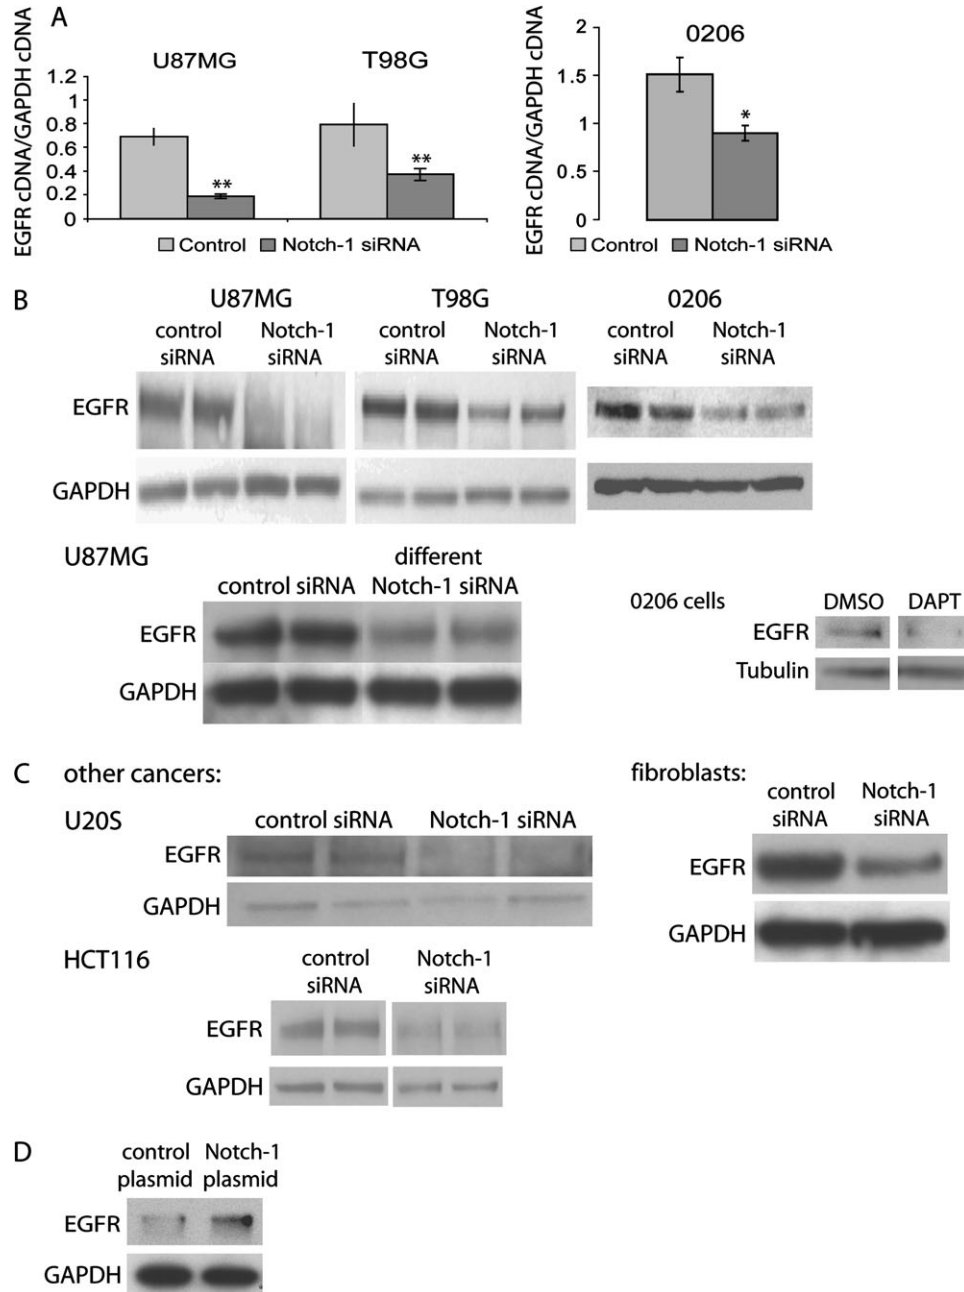 A
EGFR cDNA/GAPDH cDNA
U87MG
T98G
1.2
1
0.8
0.6
0.4
0.2
0
**
**
Control
Notch-1 siRNA
EGFR cDNA/GAPDH cDNA
0206
2
1.5
1
0.5
0
*
Control
Notch-1 siRNA
B
U87MG
T98G
0206
control siRNA
Notch-1 siRNA
control siRNA
Notch-1 siRNA
control siRNA
Notch-1 siRNA
EGFR
GAPDH
U87MG
control siRNA
different
Notch-1 siRNA
EGFR
GAPDH
0206 cells
DMSO
DAPT
EGFR
Tubulin
C
other cancers:
U20S
control siRNA
Notch-1 siRNA
EGFR
GAPDH
HCT116
control
siRNA
Notch-1
siRNA
EGFR
GAPDH
fibroblasts:
control
siRNA
Notch-1
siRNA
EGFR
GAPDH
D
control
plasmid
Notch-1
plasmid
EGFR
GAPDH